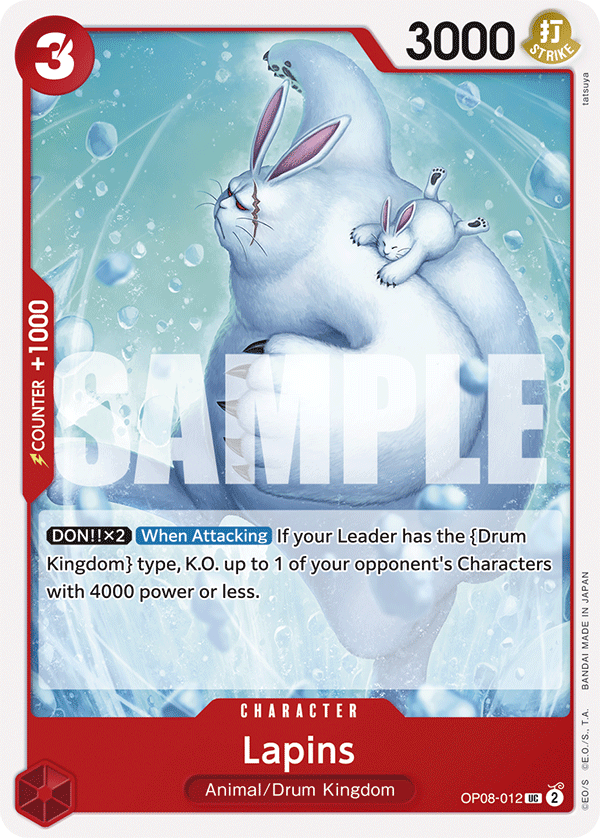 3
3000
打
STRIKE
tatsuya
COUNTER +1000
SAMPLE
DON!!×2 When Attacking If your Leader has the {Drum
Kingdom} type, K.O. up to 1 of your opponent's Characters
with 4000 power or less.
CHARACTER
Lapins
Animal/Drum Kingdom
OP08-012 UC 2
©EO/S ©E.O./S., T.A. BANDAI MADE IN JAPAN